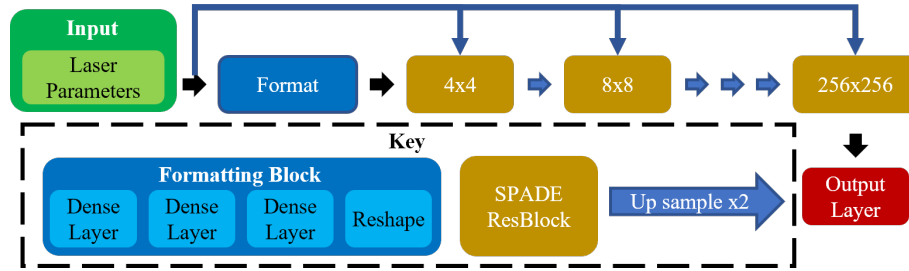 Input
Laser
Parameters
Format
4x4
8x8
256x256
Key
Formatting Block
Dense
Layer
Dense
Layer
Dense
Layer
Reshape
SPADE
ResBlock
Up sample x2
Output
Layer